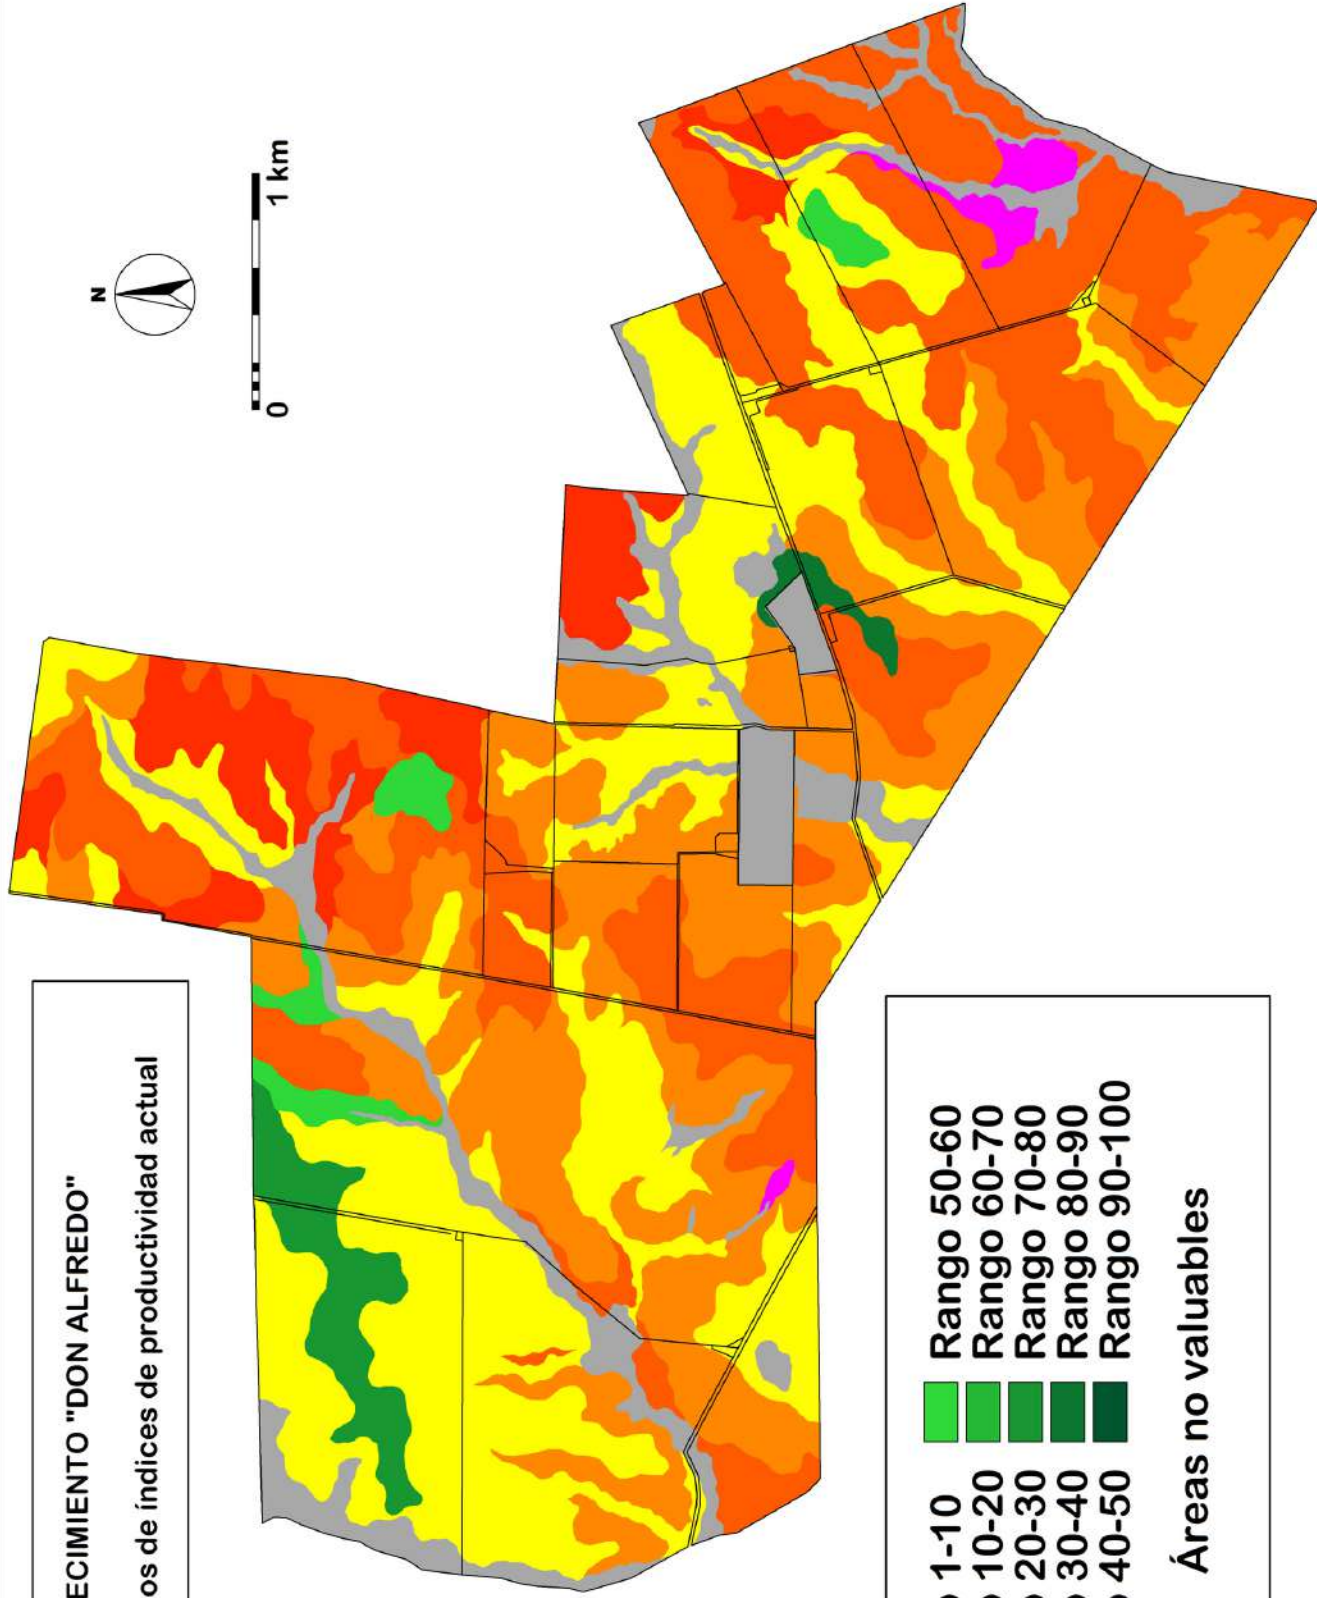 ECIMIENTO "DON ALFREDO"
os de índices de productividad actual
N
0
1 km
1-10
10-20
20-30
30-40
40-50
Rango 50-60
Rango 60-70
Rango 70-80
Rango 80-90
Rango 90-100
Áreas no valuables